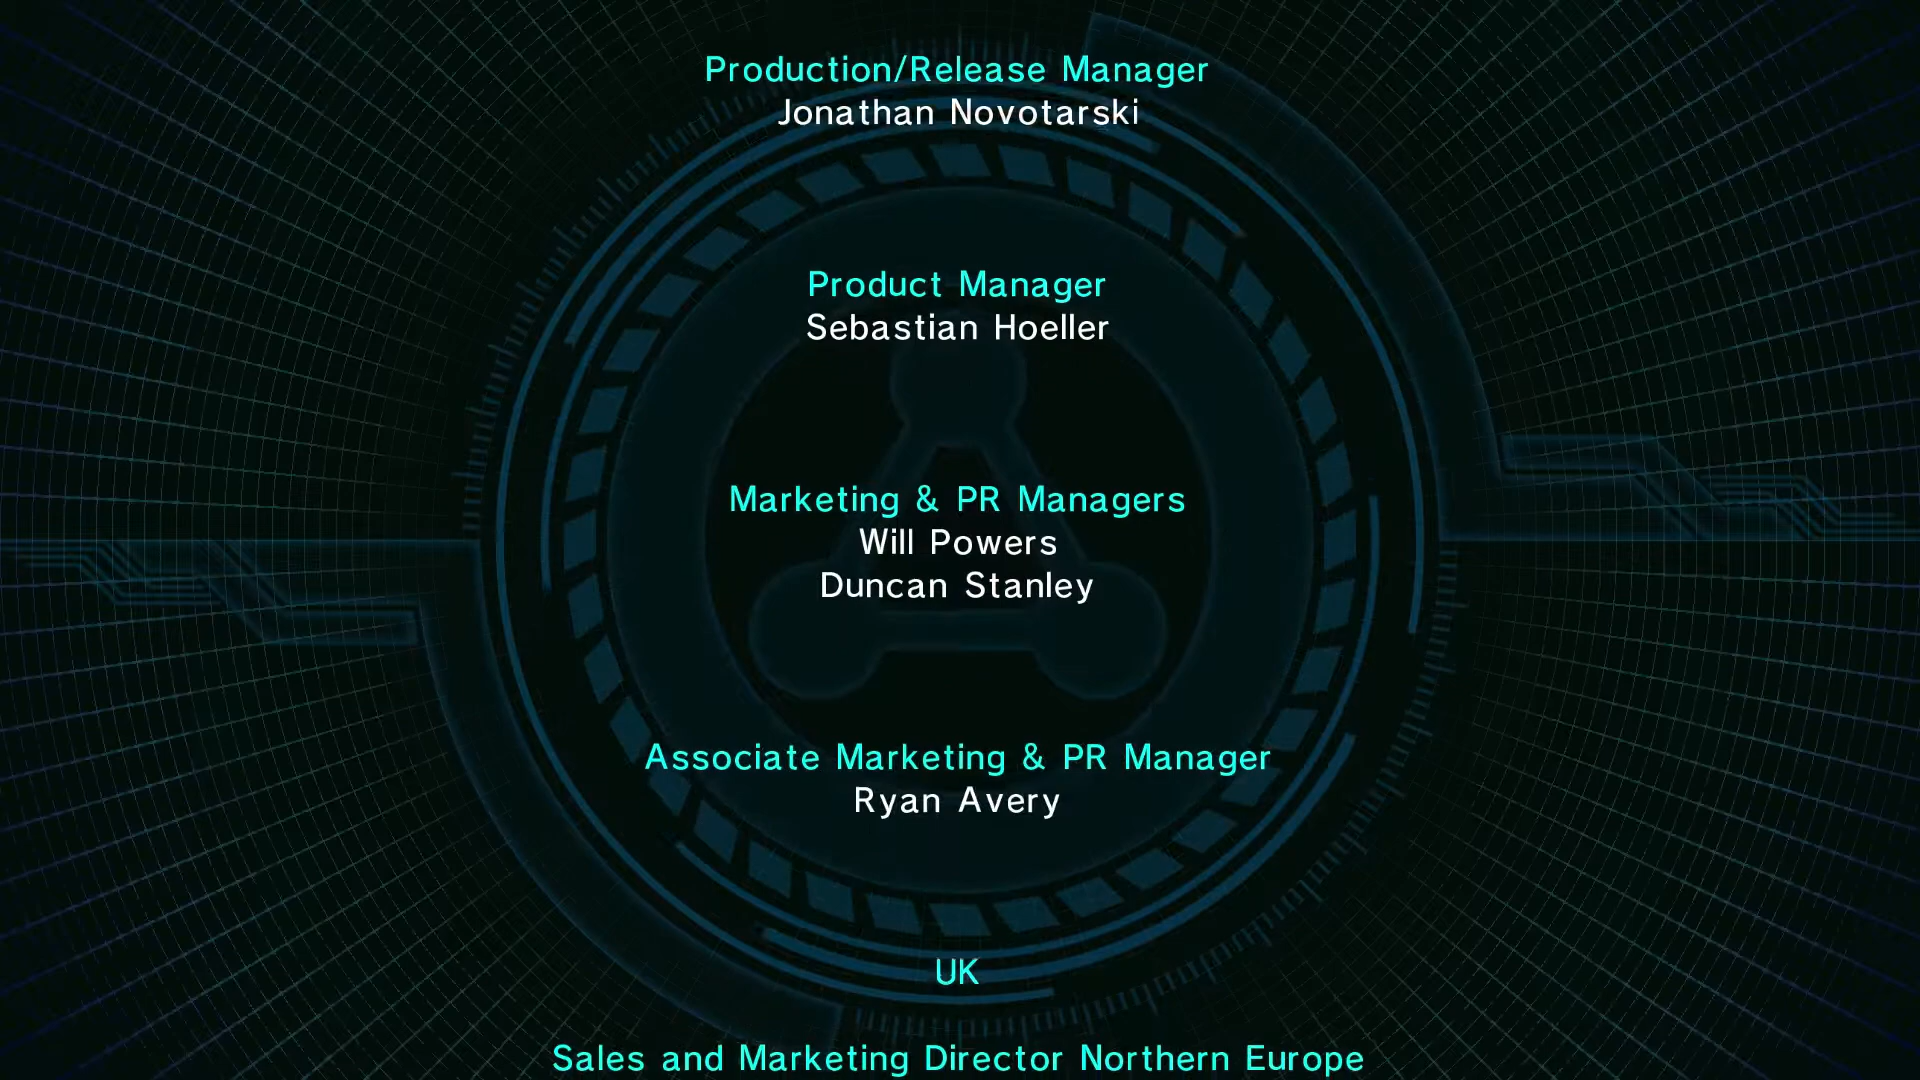 Production/Release Manager
Jonathan Novotarski
Product Manager
Sebastian Hoeller
Marketing & PR Managers
Will Powers
Duncan Stanley
Associate Marketing & PR Manager
Ryan Avery
UK
Sales and Marketing Director Northern Europe